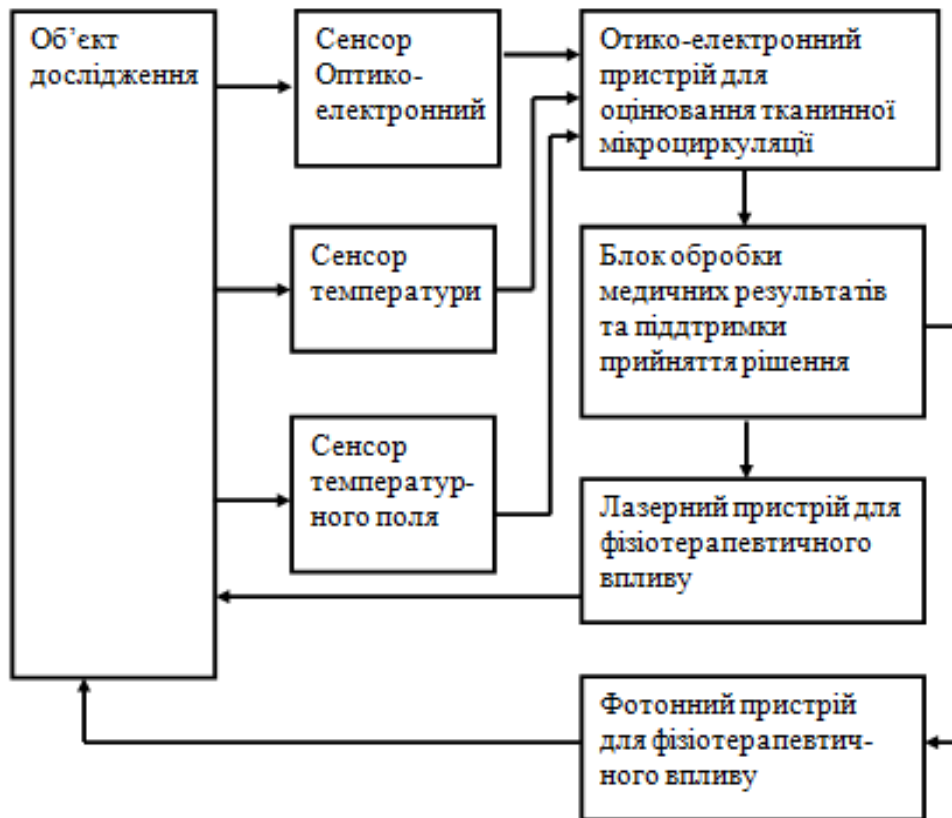 Об’єкт
дослідження
Сенсор
Оптико-
електронний
Отико-електронний
пристрій для
оцінювання тканинної
мікроциркуляції
Сенсор
температури
Блок обробки
медичних результатів
та піддтримки
прийняття рішення
Сенсор
температур-
ного поля
Лазерний пристрій для
фізіотерапевтичного
впливу
Фотонний пристрій
для фізіотерапевтич-
ного впливу